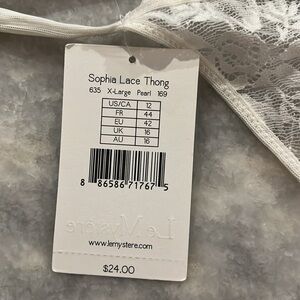 Sophia Lace Thong
635 X-Large Pearl 169
US/CA 12
FR 44
EU 42
UK 16
AU 16
8 86586 71767 5
Le Mystère
www.lemystere.com
$24.00